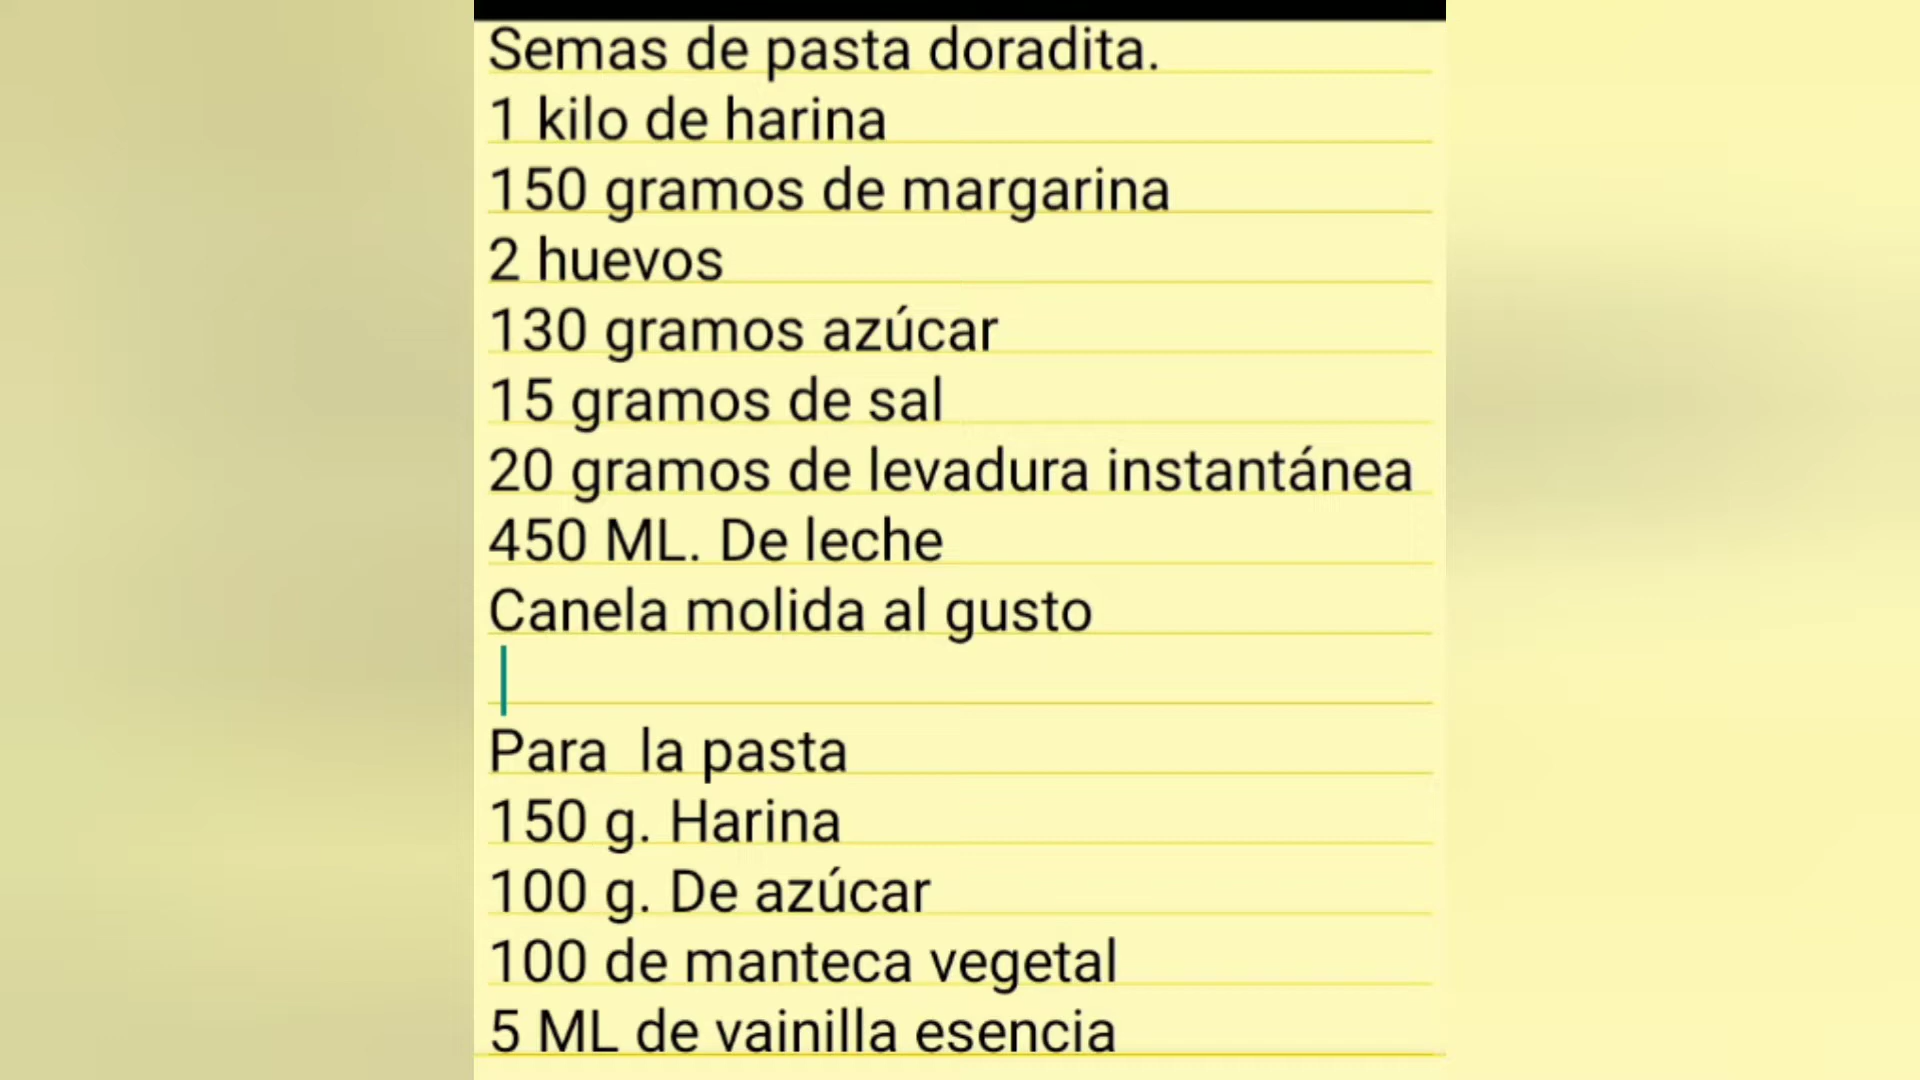 Semas de pasta doradita.
1 kilo de harina
150 gramos de margarina
2 huevos
130 gramos azúcar
15 gramos de sal
20 gramos de levadura instantánea
450 ML. De leche
Canela molida al gusto
Para  la pasta
150 g. Harina
100 g. De azúcar
100 de manteca vegetal
5 ML de vainilla esencia